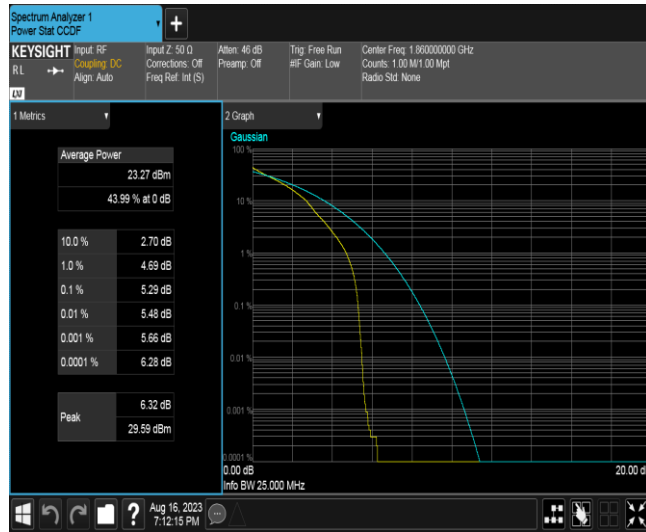 Spectrum Analyzer 1
Power Stat CCDF
+
KEYSIGHT
RL
LXI
Input: RF
Coupling: DC
Align: Auto
Input Z: 50 Ω
Corrections: Off
Freq Ref: Int (S)
Atten: 46 dB
Preamp: Off
Trig: Free Run
#IF Gain: Low
Center Freq: 1.860000000 GHz
Counts: 1.00 M/1.00 Mpt
Radio Std: None
1 Metrics
Average Power
23.27 dBm
43.99 % at 0 dB
10.0 % 2.70 dB
1.0 % 4.69 dB
0.1 % 5.29 dB
0.01 % 5.48 dB
0.001 % 5.66 dB
0.0001 % 6.28 dB
Peak
6.32 dB
29.59 dBm
2 Graph
Gaussian
100 %
10 %
1 %
0.1 %
0.01 %
0.001 %
0.0001 %
0.00 dB 20.00 d
Info BW 25.000 MHz
?
Aug 16, 2023
7:12:15 PM